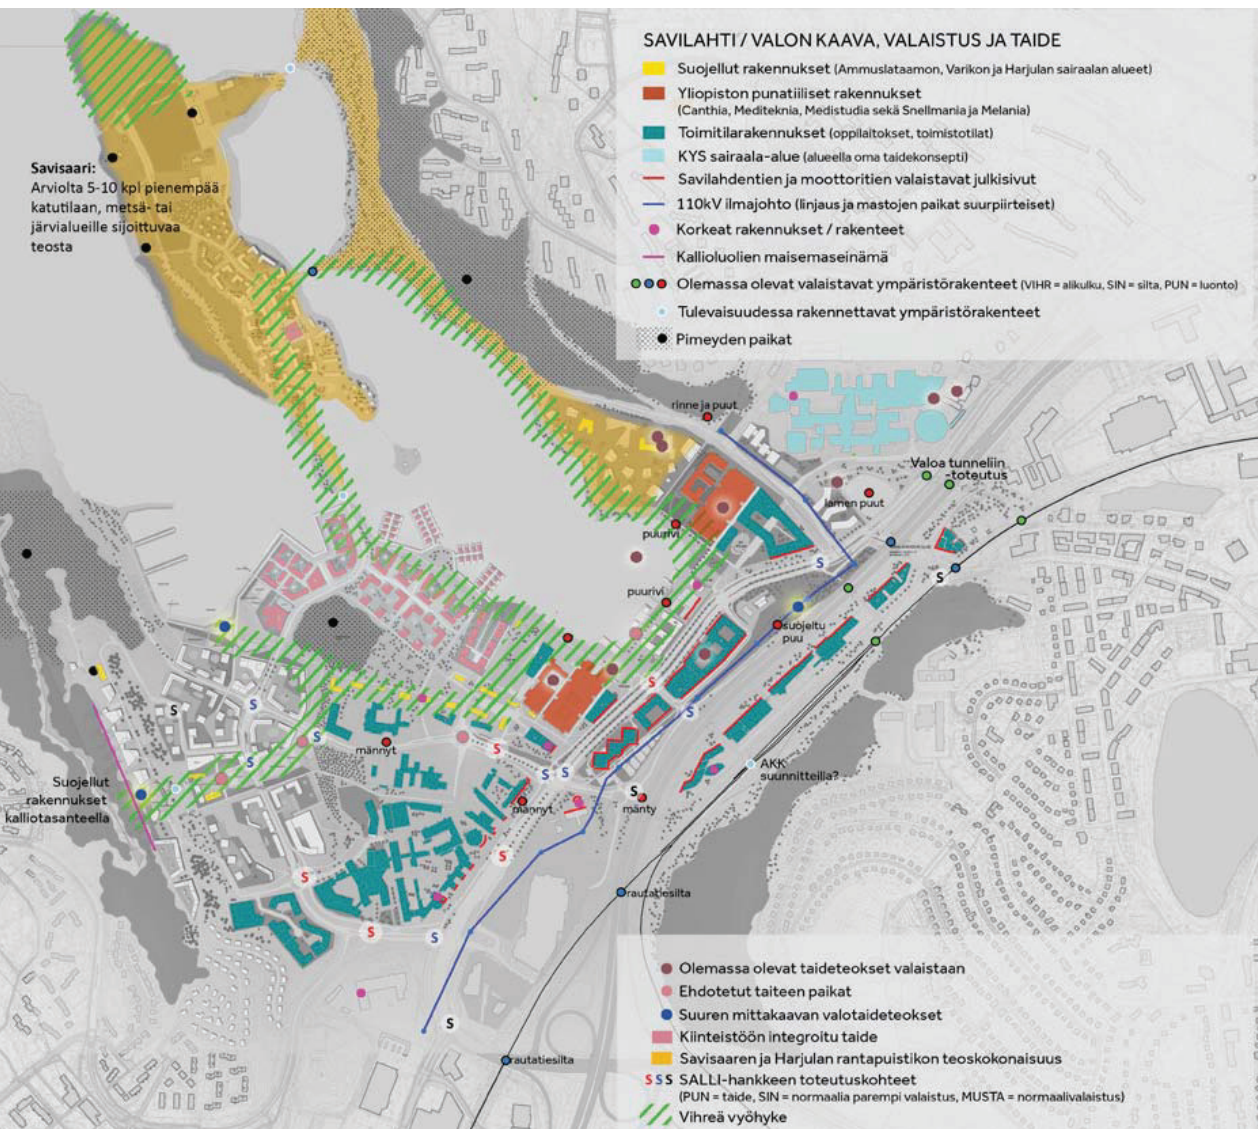 SAVILAHTI / VALON KAAVA, VALAISTUS JA TAIDE
Suojellut rakennukset (Ammuslataamon, Varikon ja Harjulan sairaalan alueet)
Yliopiston punatiiliset rakennukset
(Canthia, Mediteknia, Medistudia sekä Snellmania ja Melania)
Toimitilarakennukset (oppilaitokset, toimistotilat)
KYS sairaala-alue (alueella oma taidekonsepti)
Savilahdentien ja moottoritien valaistavat julkisivut
110kV ilmajohto (linjaus ja mastojen paikat suurpiirteiset)
Korkeat rakennukset / rakenteet
Kallioluolien maisemaseinämä
Olemassa olevat valaistavat ympäristörakenteet (VIHR = alikulku, SIN = silta, PUN = luonto)
Tulevaisuudessa rakennettavat ympäristörakenteet
Pimeyden paikat
Savisaari:
Arviolta 5-10 kpl pienempää
katutilaan, metsä- tai
järvialueille sijoittuvaa
teosta
rinne ja puut
Valoa tunneliin
-toteutus
lamen puut
puurivi
S
S
puurivi
suojeltu
puu
S
S
S
S
S
männyt
S
S
S
S
S
AKK
suunnitteilla?
Suojellut
rakennukset
kalliotasanteella
S
männyt
mänty
S
S
rautatiesilta
S
S
S
rautatiesilta
Olemassa olevat taideteokset valaistaan
Ehdotetut taiteen paikat
Suuren mittakaavan valotaideteokset
Kiinteistöön integroitu taide
Savisaaren ja Harjulan rantapuistikon teoskokonaisuus
S S S SALLI-hankkeen toteutuskohteet
(PUN = taide, SIN = normaalia parempi valaistus, MUSTA = normaalivalaistus)
Vihreä vyöhyke